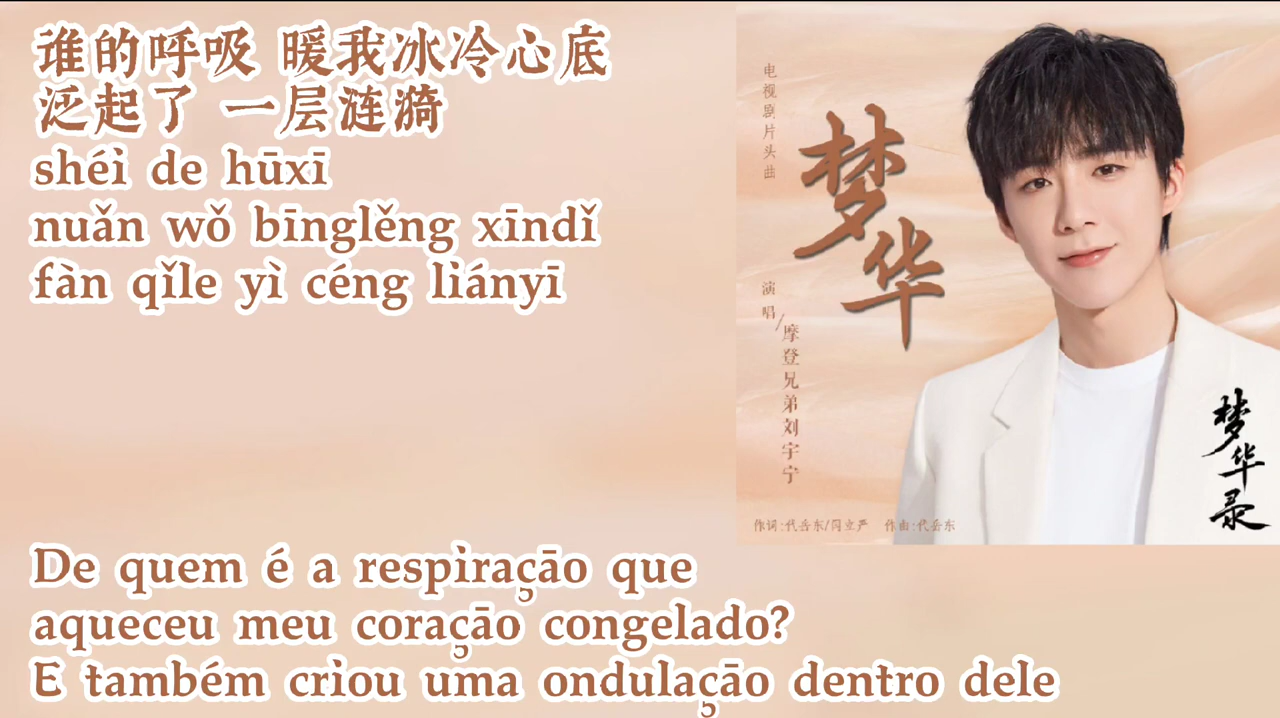 谁的呼吸 暖我冰冷心底
泛起了 一层涟漪
shéi de hūxī
nuǎn wǒ bīnglěng xīndǐ
fàn qǐle yì céng liányī
电视剧片头曲
梦华
演唱/摩登兄弟刘宇宁
作词:代岳东/闫立严 作曲:代岳东
梦华录
De quem é a respiração que
aqueceu meu coração congelado?
E também criou uma ondulação dentro dele